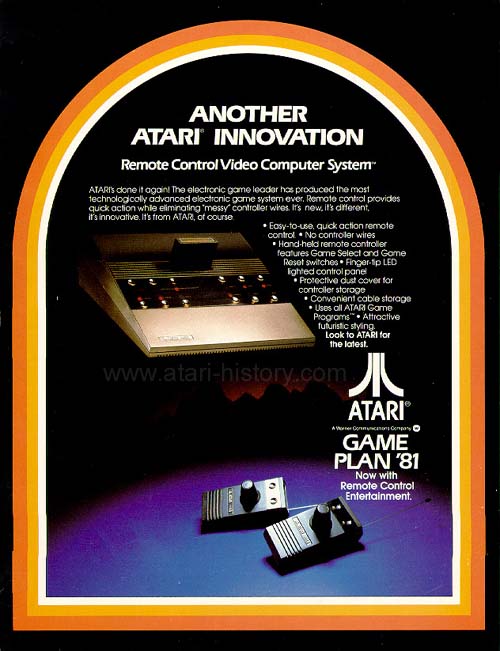 ANOTHER
ATARI® INNOVATION
Remote Control Video Computer System™
ATARI's done it again! The electronic game leader has produced the most
technologically advanced electronic game system ever. Remote control provides
quick action while eliminating "messy" controller wires. It's new, it's different,
it's innovative. It's from ATARI, of course.
• Easy-to-use, quick action remote
control. • No controller wires
• Hand-held remote controller
features Game Select and Game
Reset switches • Finger-tip LED
lighted control panel
• Protective dust cover for
controller storage
• Convenient cable storage
• Uses all ATARI Game
Programs™ • Attractive
futuristic styling.
Look to ATARI for
the latest.
www.atari-history.com
ATARI®
A Warner Communications Company
GAME
PLAN '81
Now with
Remote Control
Entertainment.